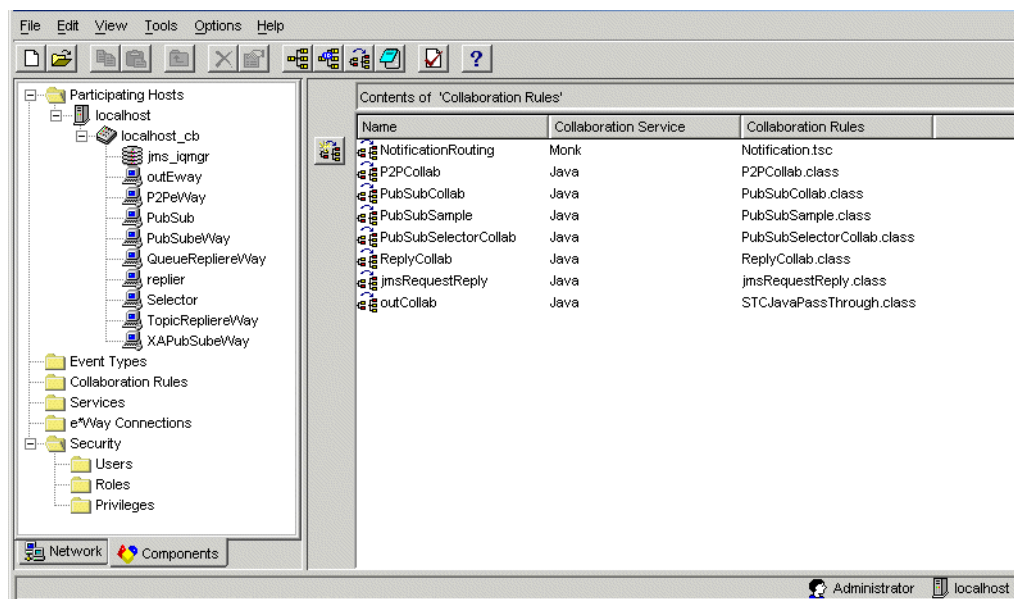 File Edit View Tools Options Help
?
Participating Hosts
localhost
localhost_cb
jms_iqmgr
outEway
P2PeWay
PubSub
PubSubeWay
QueueRepliereWay
replier
Selector
TopicRepliereWay
XAPubSubeWay
Event Types
Collaboration Rules
Services
e*Way Connections
Security
Users
Roles
Privileges
Network Components
Contents of 'Collaboration Rules'
Name Collaboration Service Collaboration Rules
NotificationRouting Monk Notification.tsc
P2PCollab Java P2PCollab.class
PubSubCollab Java PubSubCollab.class
PubSubSample Java PubSubSample.class
PubSubSelectorCollab Java PubSubSelectorCollab.class
ReplyCollab Java ReplyCollab.class
jmsRequestReply Java jmsRequestReply.class
outCollab Java STCJavaPassThrough.class
Administrator localhost